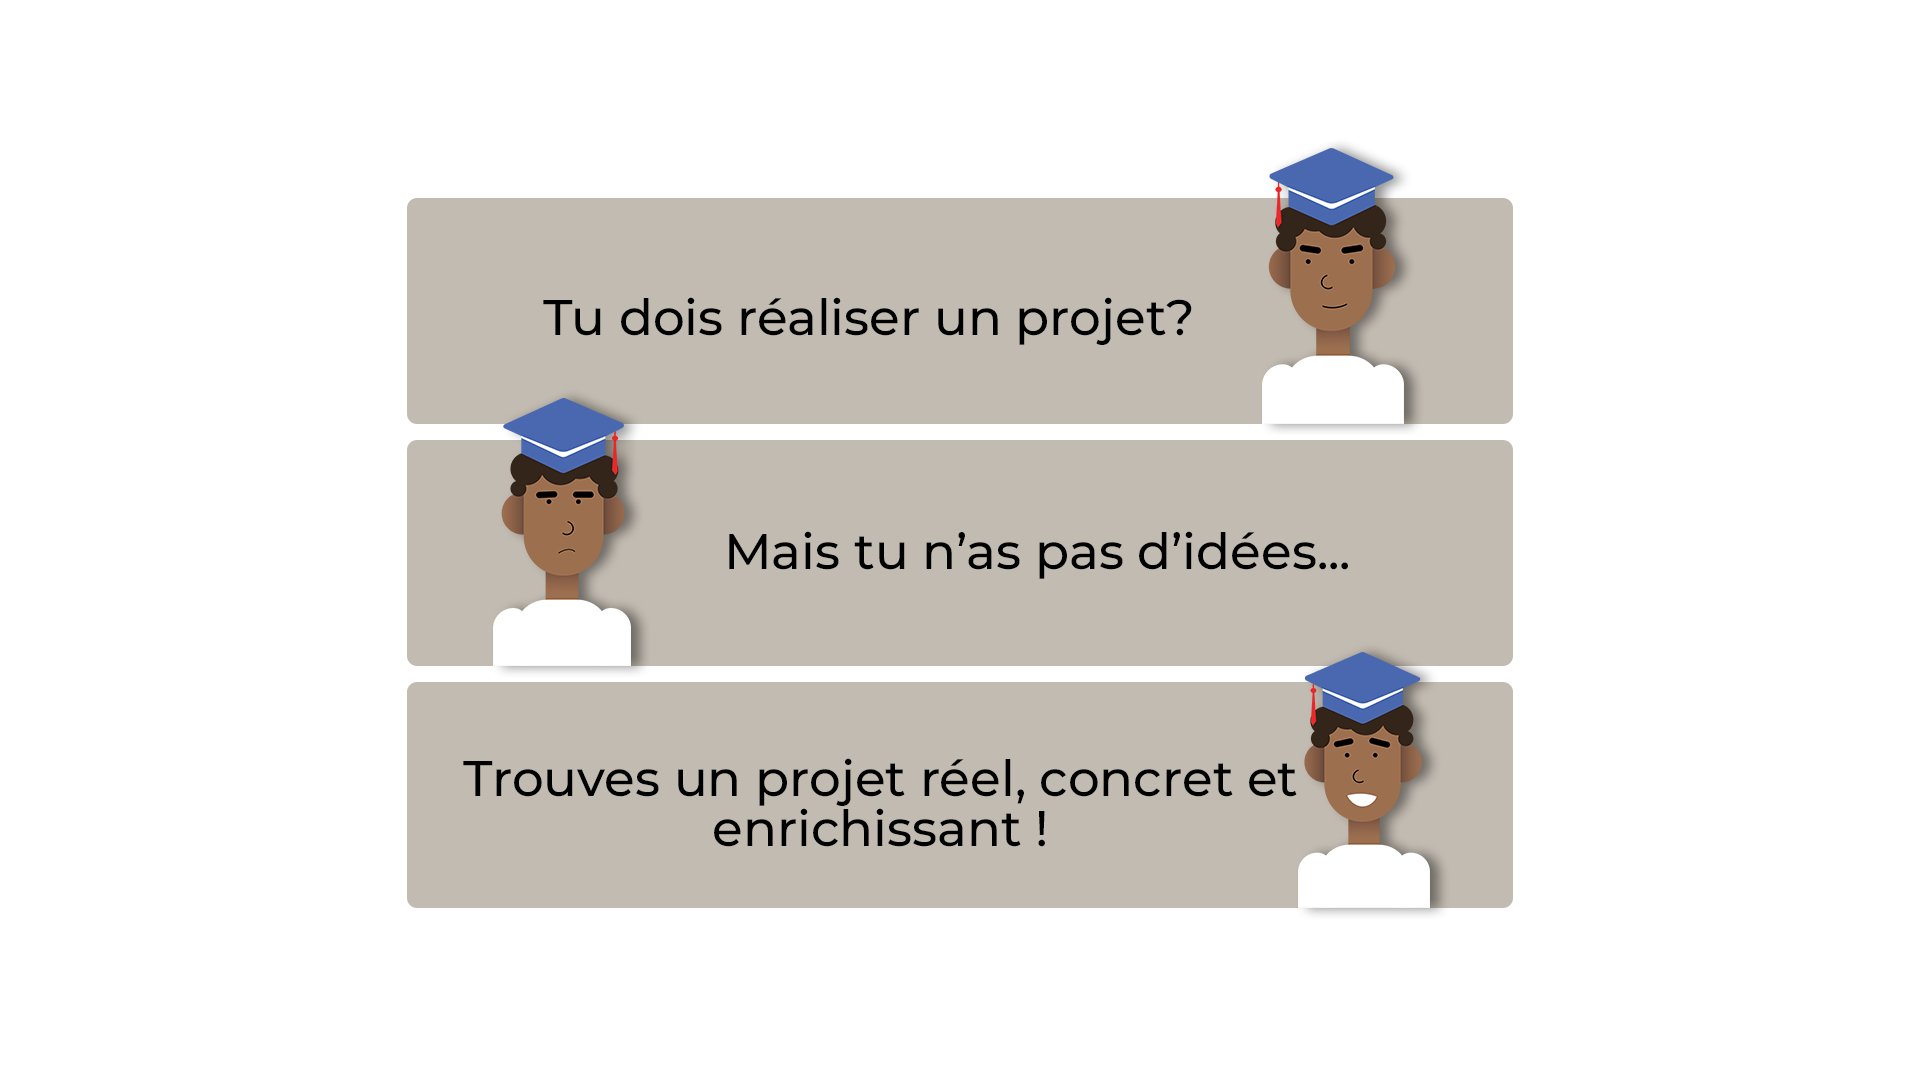 Tu dois réaliser un projet?
Mais tu n’as pas d’idées...
Trouves un projet réel, concret et
enrichissant !